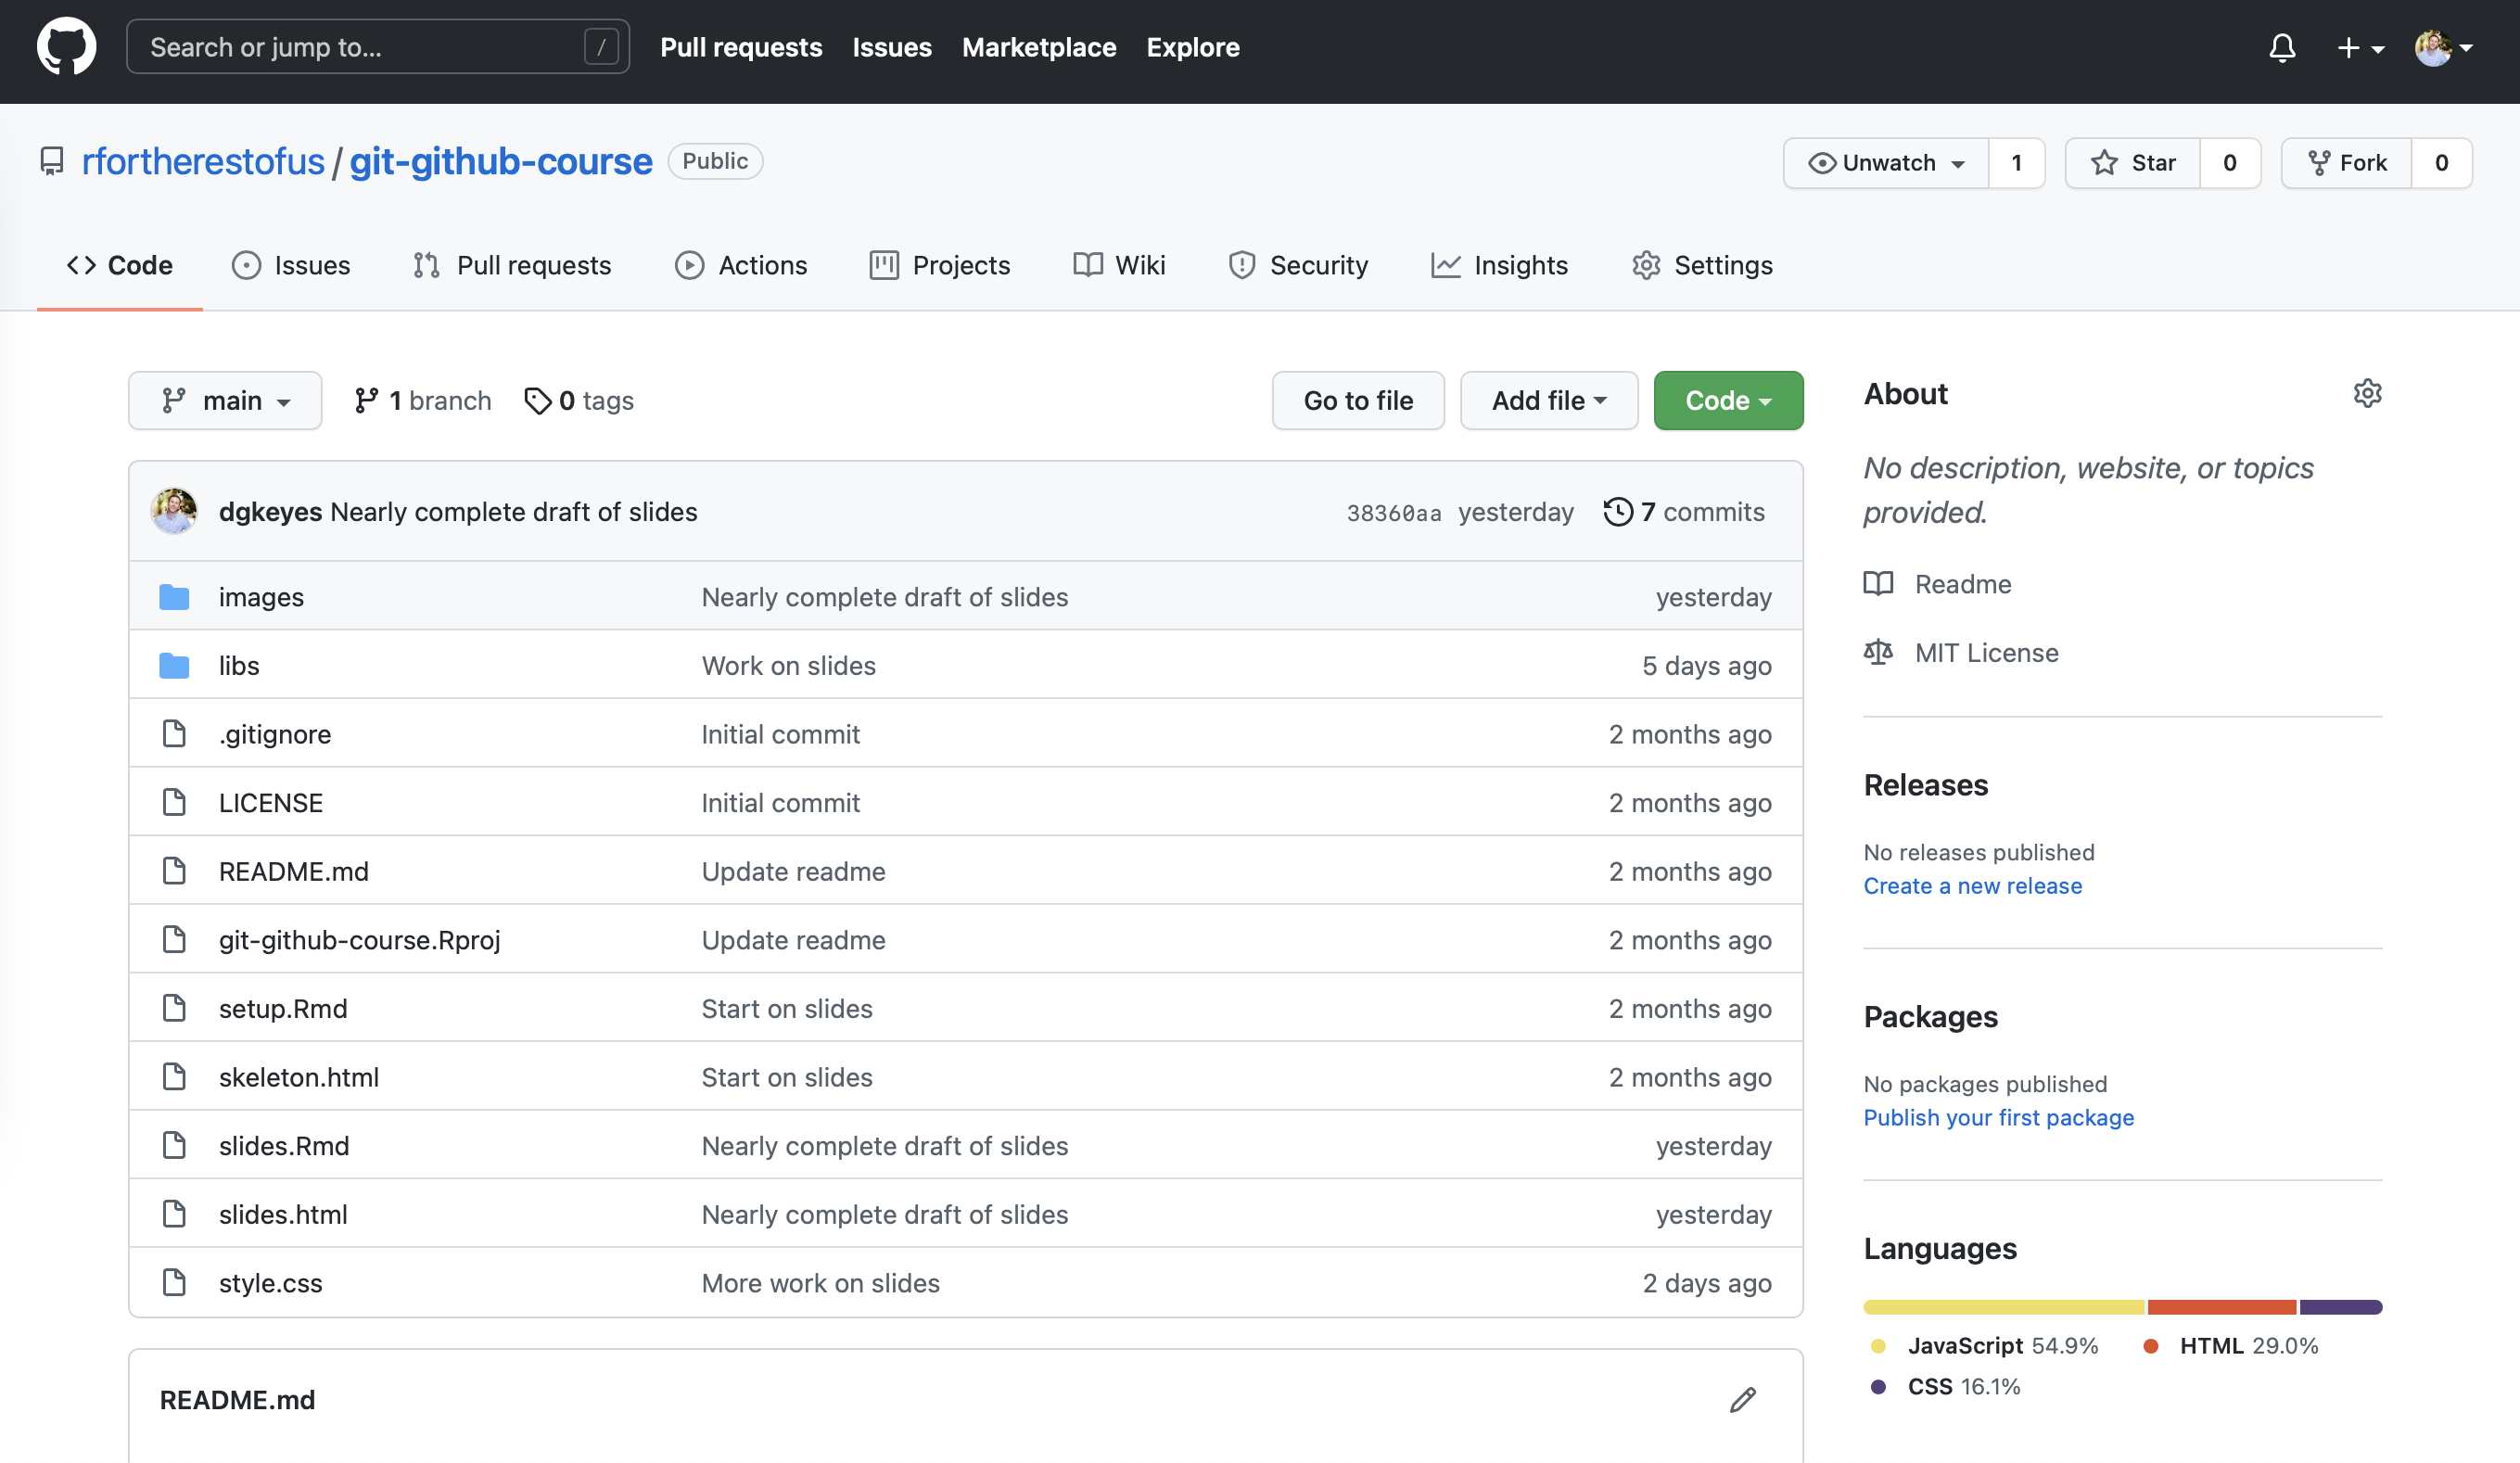 Search or jump to... / Pull requests Issues Marketplace Explore
rfortherestofus / git-github-course Public Unwatch 1 Star 0 Fork 0
Code Issues Pull requests Actions Projects Wiki Security Insights Settings
main 1 branch 0 tags Go to file Add file Code
dgkeyes Nearly complete draft of slides 38360aa yesterday 7 commits
images Nearly complete draft of slides yesterday
libs Work on slides 5 days ago
.gitignore Initial commit 2 months ago
LICENSE Initial commit 2 months ago
README.md Update readme 2 months ago
git-github-course.Rproj Update readme 2 months ago
setup.Rmd Start on slides 2 months ago
skeleton.html Start on slides 2 months ago
slides.Rmd Nearly complete draft of slides yesterday
slides.html Nearly complete draft of slides yesterday
style.css More work on slides 2 days ago
README.md
About
No description, website, or topics
provided.
Readme
MIT License
Releases
No releases published
Create a new release
Packages
No packages published
Publish your first package
Languages
JavaScript 54.9% HTML 29.0%
CSS 16.1%